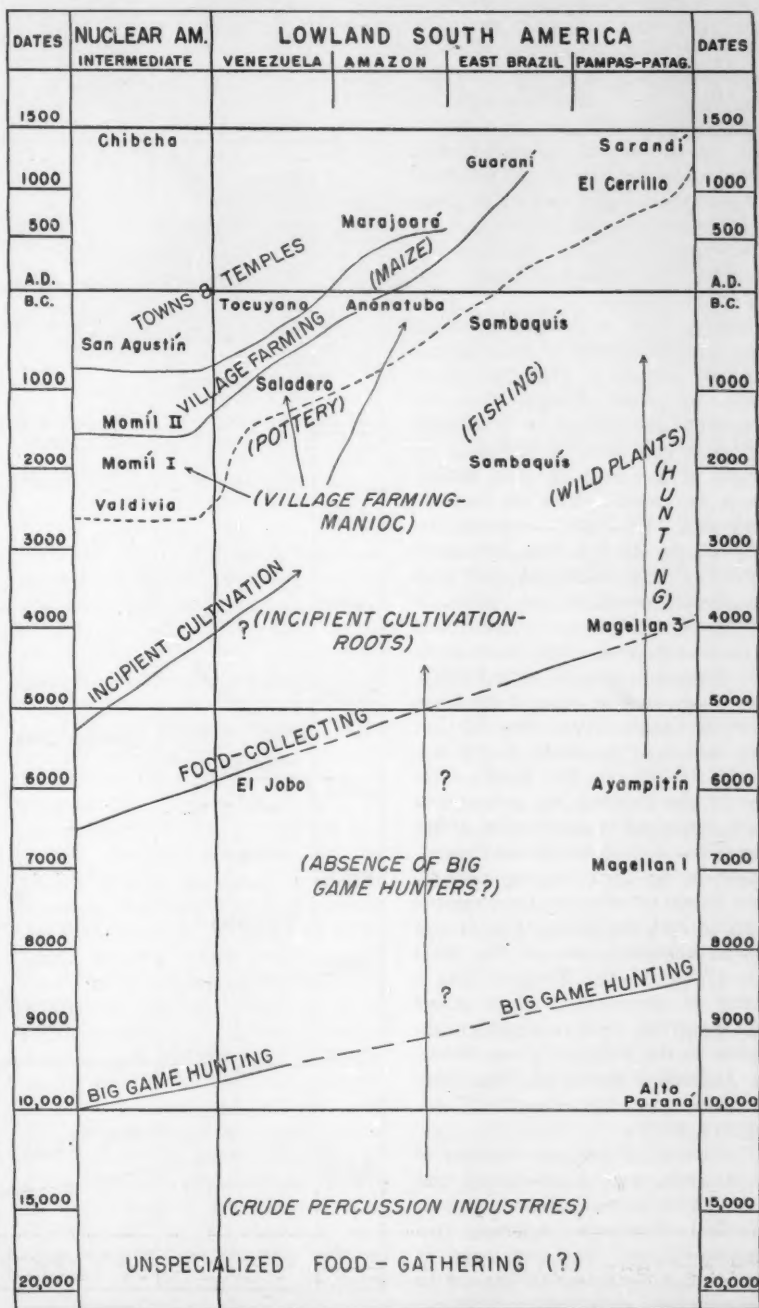 DATES
NUCLEAR AM.
INTERMEDIATE
LOWLAND SOUTH AMERICA
VENEZUELA
AMAZON
EAST BRAZIL
PAMPAS-PATAG.
DATES
1500
Chibcha
Sarandí
1500
Guaraní
El Cerrillo
1000
1000
Marajoará
500
500
TOWNS & TEMPLES
(MAIZE)
A.D.
A.D.
B.C.
Tocuyano
Ananatuba
B.C.
San Agustín
VILLAGE FARMING
Sambaquís
1000
Saladero
1000
(POTTERY)
(FISHING)
Momíl II
2000
Momíl I
Sambaquís
(WILD PLANTS)
(HUNTING)
2000
Valdivia
(VILLAGE FARMING-
MANIOC)
3000
3000
INCIPIENT CULTIVATION
4000
? (INCIPIENT CULTIVATION-
ROOTS)
Magellan 3
4000
5000
5000
FOOD-COLLECTING
6000
El Jobo
?
Ayampitín
6000
7000
(ABSENCE OF BIG
GAME HUNTERS?)
Magellan 1
7000
8000
8000
?
BIG GAME HUNTING
9000
9000
BIG GAME HUNTING
10,000
Alto
Paraná
10,000
15,000
(CRUDE PERCUSSION INDUSTRIES)
15,000
UNSPECIALIZED FOOD-GATHERING (?)
20,000
20,000